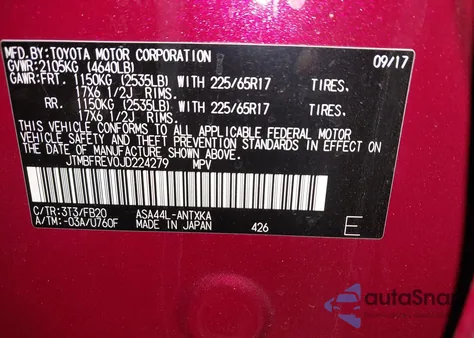 MFD.BY:TOYOTA MOTOR CORPORATION 09/17
GVWR:2105KG (4640LB)
GAWR:FRT. 1150KG (2535LB) WITH 225/65R17 TIRES.
17X6 1/2J RIMS.
RR. 1150KG (2535LB) WITH 225/65R17 TIRES.
17X6 1/2J RIMS.
THIS VEHICLE CONFORMS TO ALL APPLICABLE FEDERAL MOTOR
VEHICLE SAFETY AND THEFT PREVENTION STANDARDS IN EFFECT ON
THE DATE OF MANUFACTURE SHOWN ABOVE.
JTMBFREV0JD224279 MPV
C/TR:3T3/FB20 ASA44L-ANTXKA
A/TM:-03A/U760F MADE IN JAPAN 426 E
autoSnap